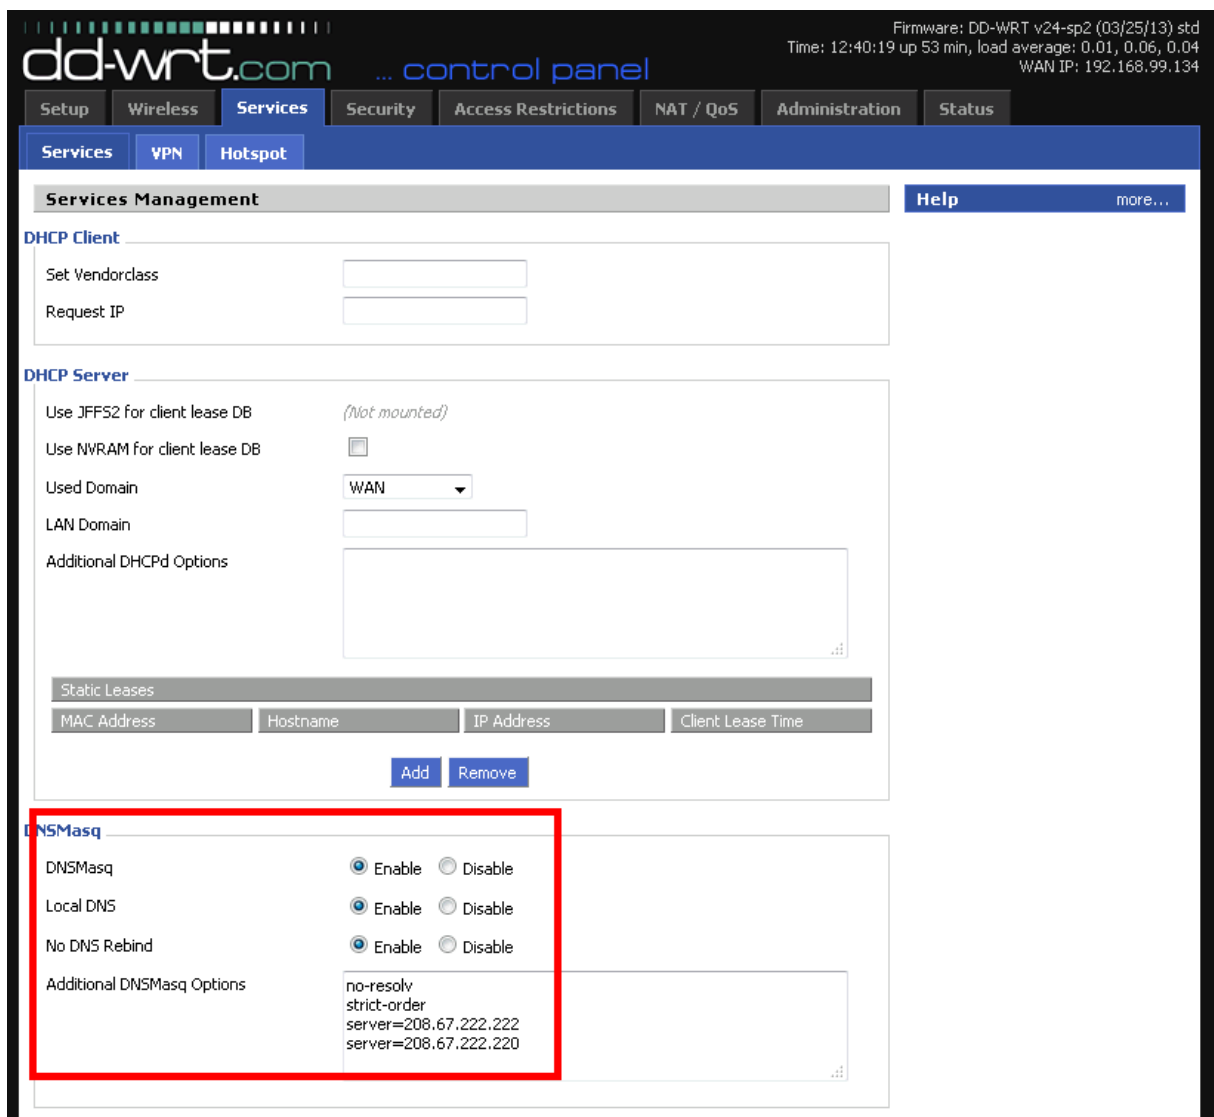 Firmware: DD-WRT v24-sp2 (03/25/13) std
Time: 12:40:19 up 53 min, load average: 0.01, 0.06, 0.04
WAN IP: 192.168.99.134
dd-wrt.com ... control panel
Setup Wireless Services Security Access Restrictions NAT / QoS Administration Status
Services VPN Hotspot
Services Management
Help more...
DHCP Client
Set Vendorclass
Request IP
DHCP Server
Use JFFS2 for client lease DB (Not mounted)
Use NVRAM for client lease DB
Used Domain WAN
LAN Domain
Additional DHCPd Options
Static Leases
MAC Address Hostname IP Address Client Lease Time
Add Remove
DNSMasq
DNSMasq Enable Disable
Local DNS Enable Disable
No DNS Rebind Enable Disable
Additional DNSMasq Options
no-resolv
strict-order
server=208.67.222.222
server=208.67.222.220